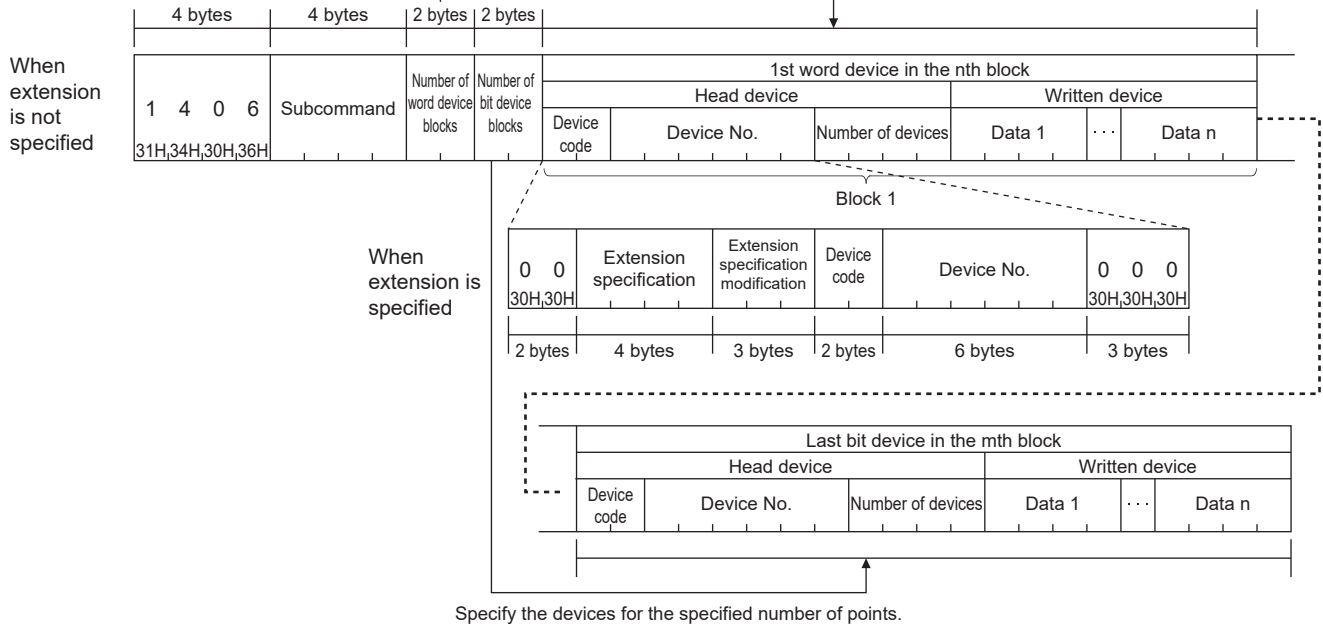 4 bytes 4 bytes 2 bytes 2 bytes
When
extension
is not
specified
1 4 0 6
31H,34H,30H,36H
Subcommand
Number of
word device
blocks
Number of
bit device
blocks
1st word device in the nth block
Head device
Written device
Device
code
Device No.
Number of devices
Data 1
···
Data n
Block 1
When
extension is
specified
0 0
30H,30H
Extension
specification
Extension
specification
modification
Device
code
Device No.
0 0 0
30H,30H,30H
2 bytes 4 bytes 3 bytes 2 bytes 6 bytes 3 bytes
Last bit device in the mth block
Head device
Written device
Device
code
Device No.
Number of devices
Data 1
···
Data n
Specify the devices for the specified number of points.